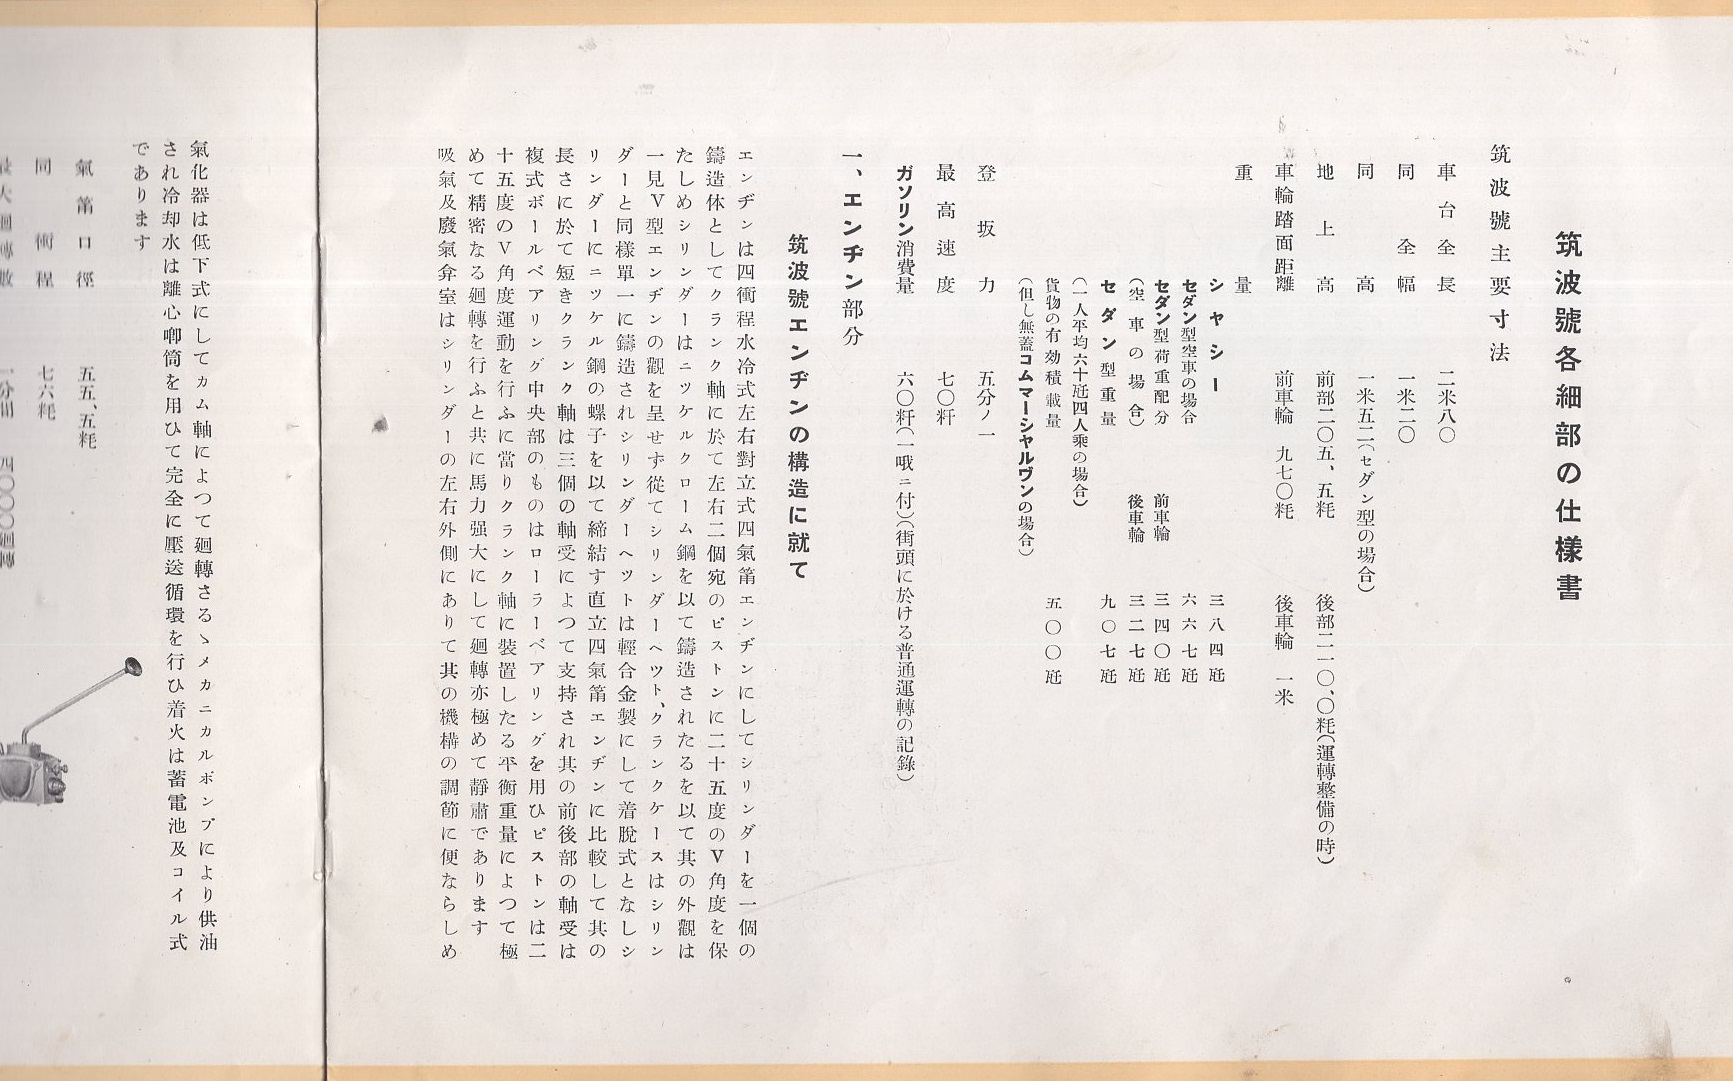 筑波號各細部の仕樣書
筑波號主要寸法
車台全長　二米八〇
同全幅　一米二〇
同高　一米五二(セダン型の場合)
地上高　前部二〇五、五粍　後部二一〇、〇粍(運轉整備の時)
車輪踏面距離　前車輪　九七〇粍　後車輪　一米
重量
シヤシー　三八四瓩
セダン型空車の場合　六六七瓩
セダン型荷重配分　前車輪　三四〇瓩
(空車の場合)　後車輪　三二七瓩
セダン型重量　九〇七瓩
(一人平均六十瓩四人乘の場合)
貨物の有効積載量　五〇〇瓩
(但し無蓋コムマーシャルヴンの場合)
登坂力　五分ノ一
最高速度　七〇粁
ガソリン消費量　六〇粁(一哦ニ付)(街頭に於ける普通運轉の記錄)
一、エンヂン部分
筑波號エンヂンの構造に就て
エンヂンは四衝程水冷式左右對立式四氣筩エンヂンにしてシリンダーを一個の
鑄造体としてクランク軸に於て左右二個宛のピストンに二十五度のV角度を保
たしめシリンダーはニツケルクローム鋼を以て鑄造されたるを以て其の外觀は
一見V型エンヂンの觀を呈せず從てシリンダーヘツト、クランクケースはシリン
ダーと同樣單一に鑄造されシリンダーヘツトは輕合金製にして着脫式となしシ
リンダーにニツケル鋼の螺子を以て締結す直立四氣筩エンヂンに比較して其の
長さに於て短きクランク軸は三個の軸受によつて支持され其の前後部の軸受は
複式ボールベアリング中央部のものはローラーベアリングを用ひピストンは二
十五度のV角度運動を行ふに當りクランク軸に裝置したる平衡重量によつて極
めて精密なる廻轉を行ふと共に馬力强大にして廻轉亦極めて靜肅であります
吸氣及廢氣弇室はシリンダーの左右外側にありて其の機構の調節に便ならしめ
氣化器は低下式にしてカム軸によつて廻轉さるゝメカニカルポンプにより供油
され冷却水は離心喞筒を用ひて完全に壓送循環を行ひ着火は蓄電池及コイル式
であります
氣筩口徑　五五、五粍
同衝程　七六粍
最大廻轉數　一分間　四〇〇〇廻轉